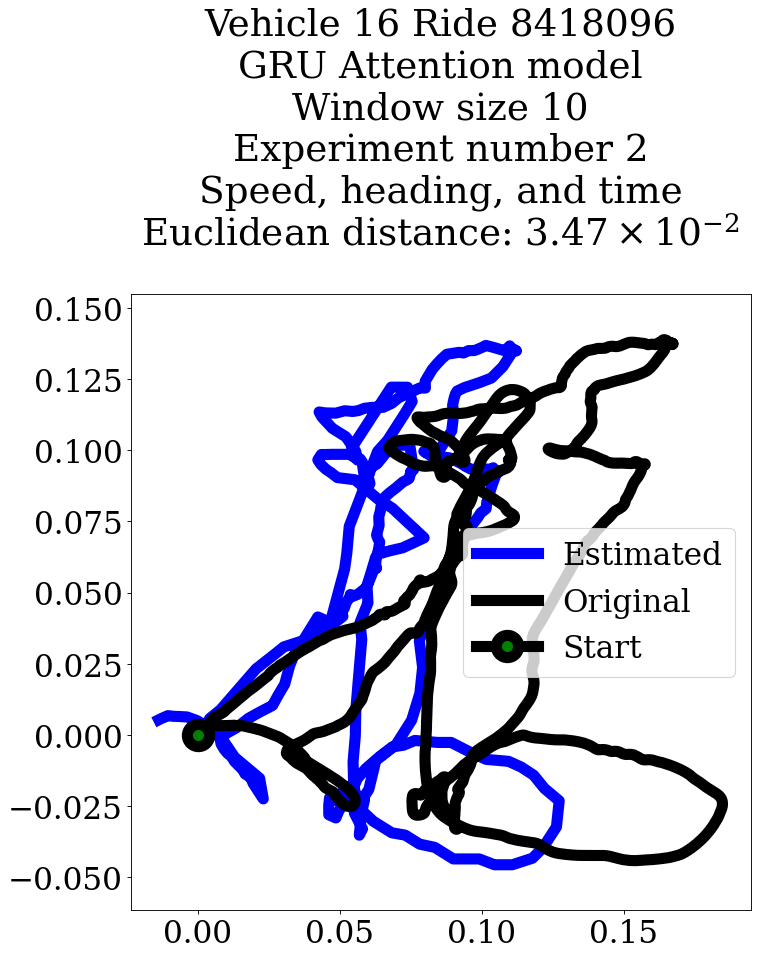 Vehicle 16 Ride 8418096
GRU Attention model
Window size 10
Experiment number 2
Speed, heading, and time
Euclidean distance: 3.47 × 10⁻²
0.150
0.125
0.100
0.075
0.050
0.025
0.000
−0.025
−0.050
Estimated
Original
Start
0.00 0.05 0.10 0.15